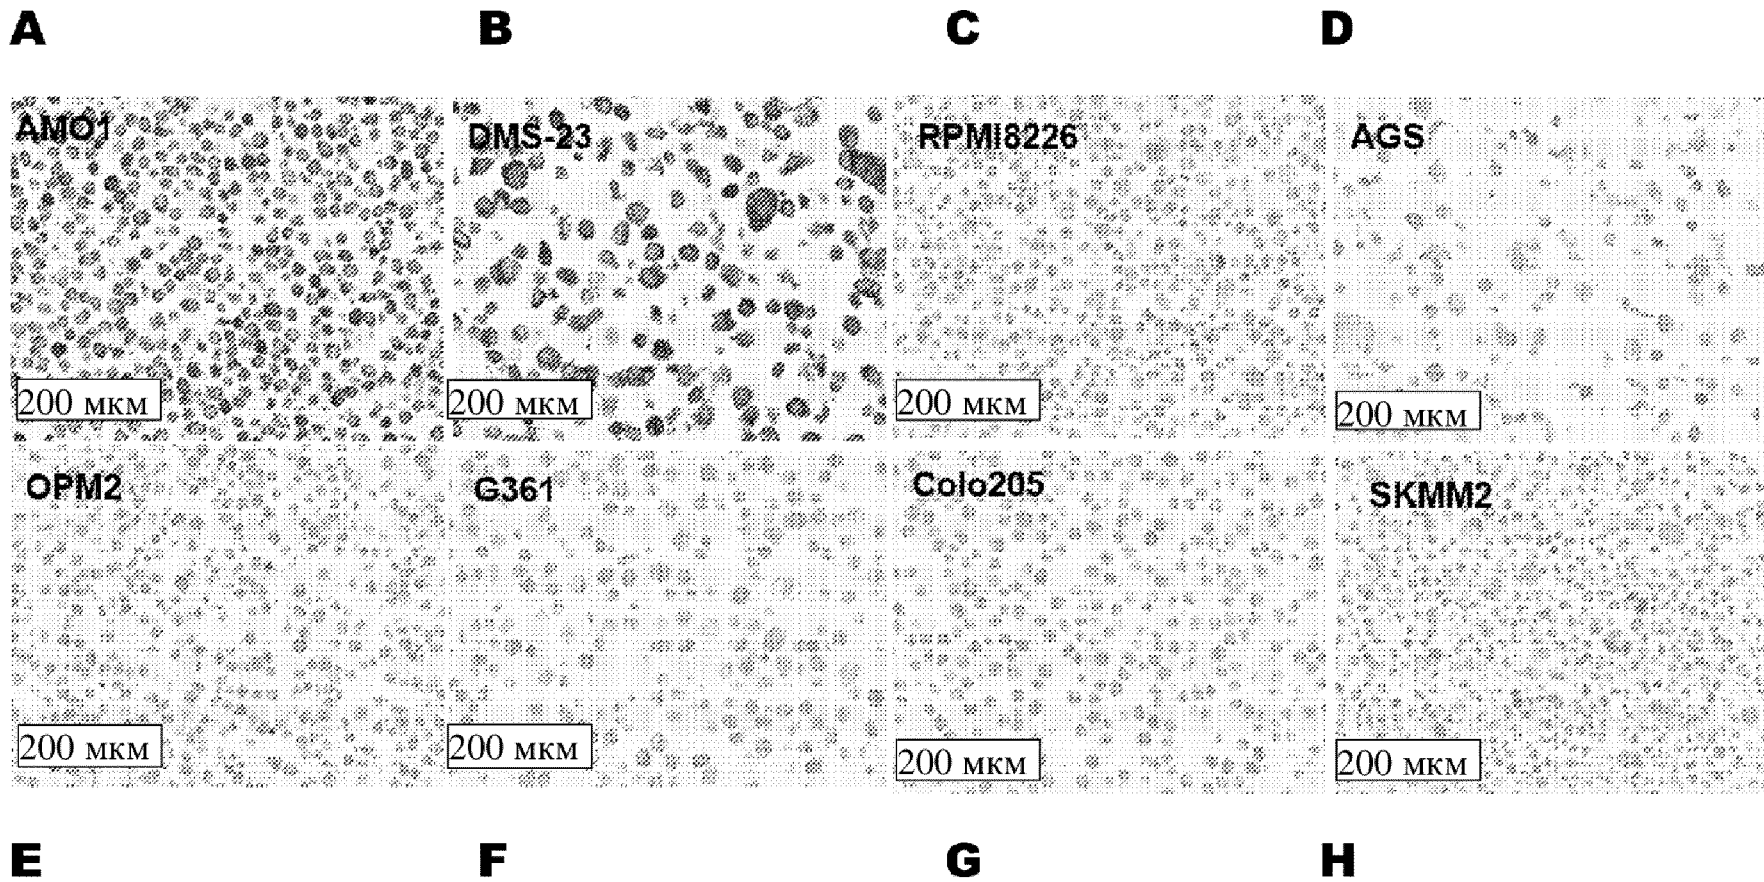 A B C D
AMO1 DMS-23 RPMI8226 AGS
200 мкм 200 мкм 200 мкм 200 мкм
OPM2 G361 Colo205 SKMM2
200 мкм 200 мкм 200 мкм 200 мкм
E F G H